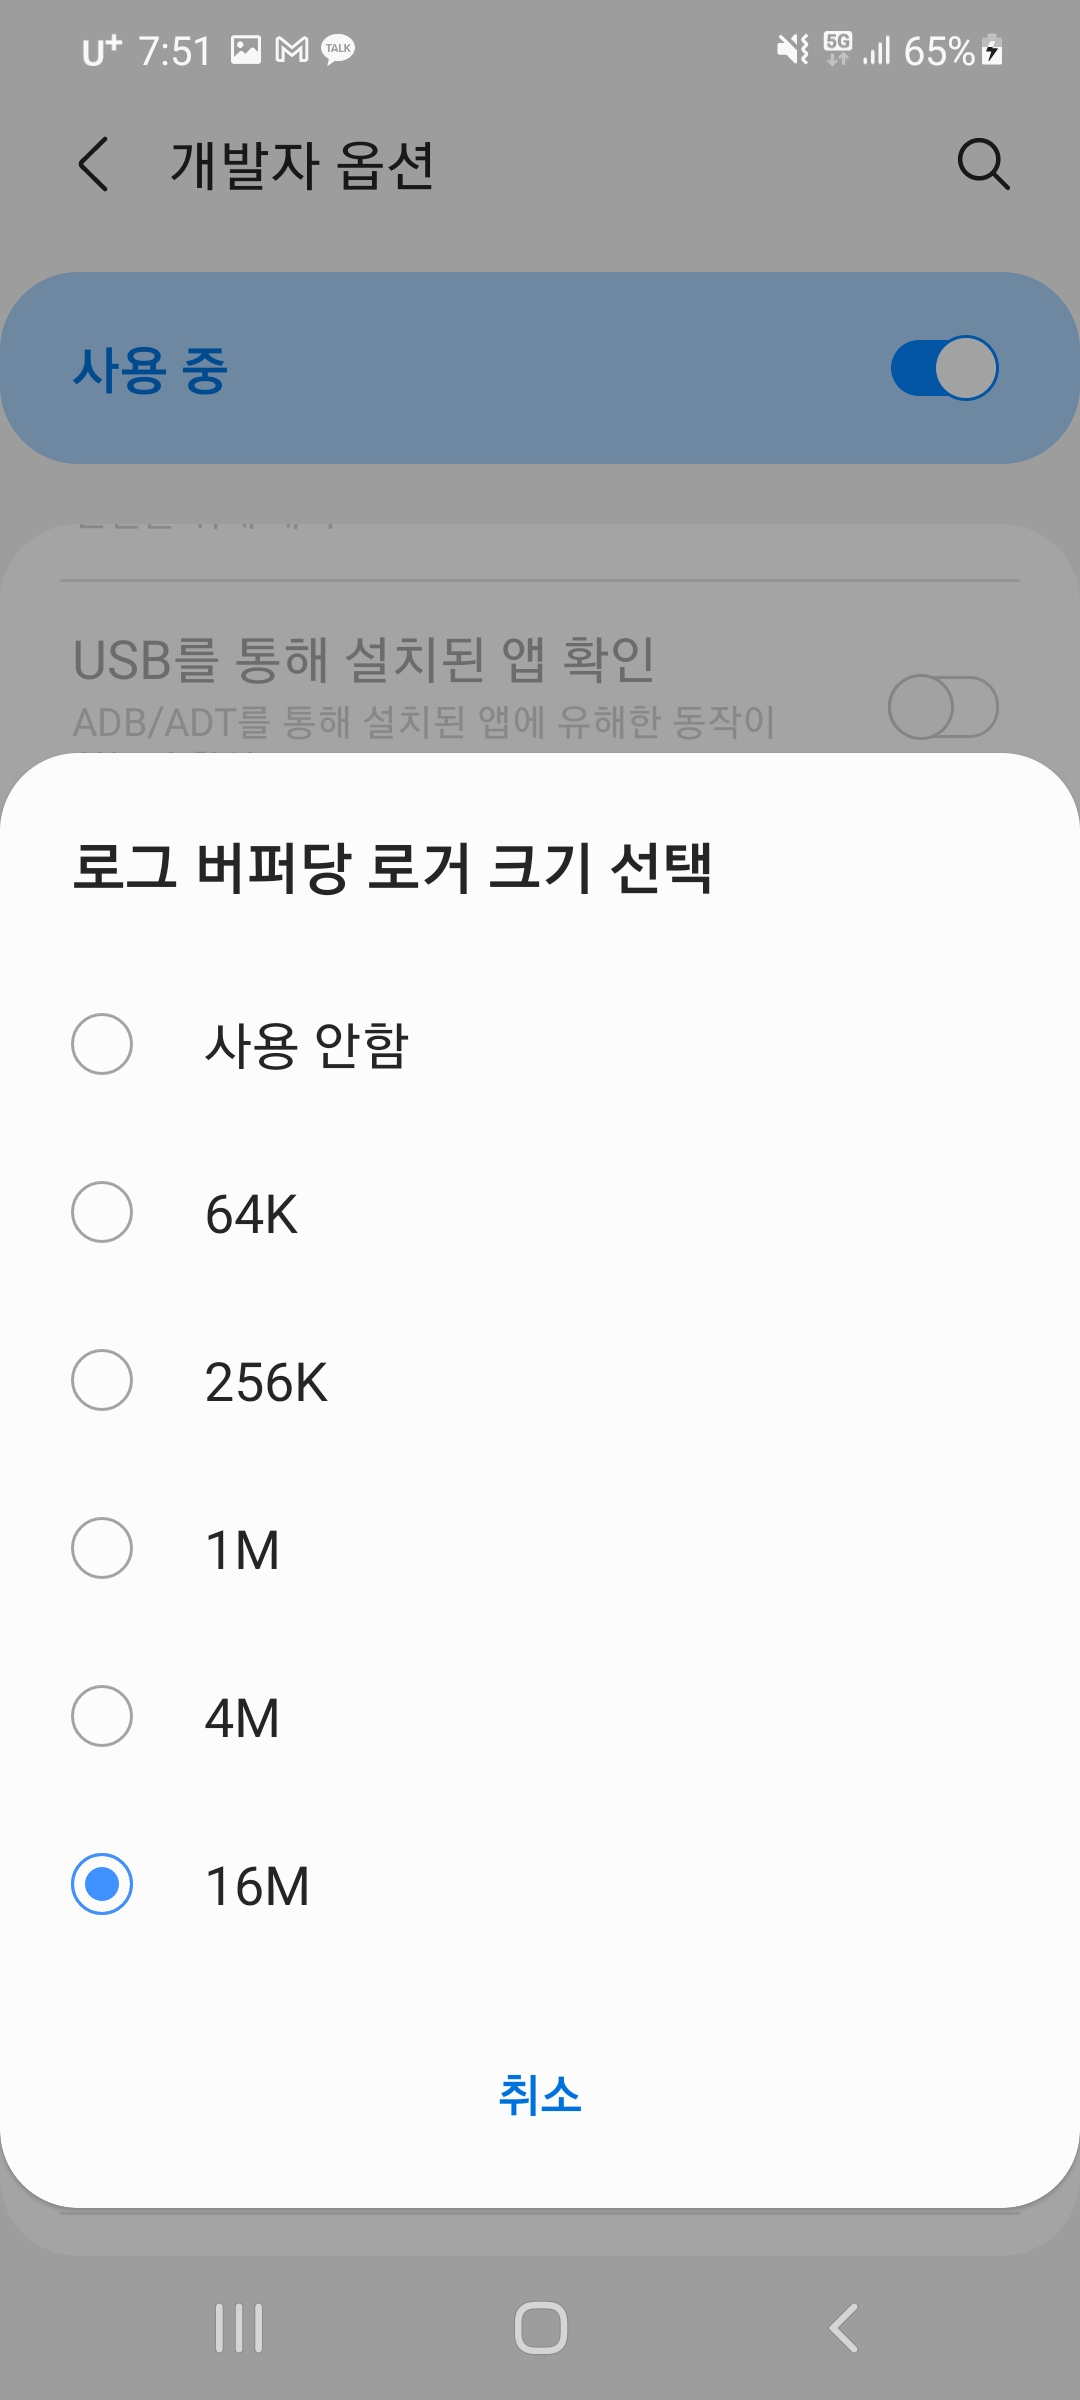 U+ 7:51 TALK 5G 65%
개발자 옵션
사용 중
USB를 통해 설치된 앱 확인
ADB/ADT를 통해 설치된 앱에 유해한 동작이
로그 버퍼당 로거 크기 선택
사용 안함
64K
256K
1M
4M
16M
취소